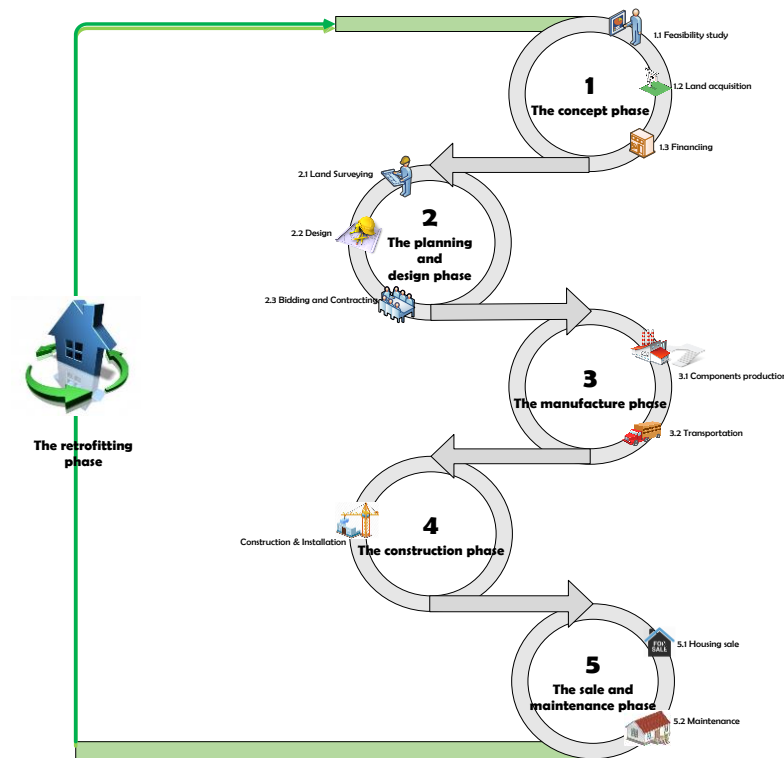 1
The concept phase
1.1 Feasibility study
1.2 Land acquisition
1.3 Financiing
2
The planning
and
design phase
2.1 Land Surveying
2.2 Design
2.3 Bidding and Contracting
3
The manufacture phase
3.1 Components production
3.2 Transportation
4
The construction phase
Construction & Installation
5
The sale and
maintenance phase
5.1 Housing sale
FOR
SALE
5.2 Maintenance
The retrofitting
phase